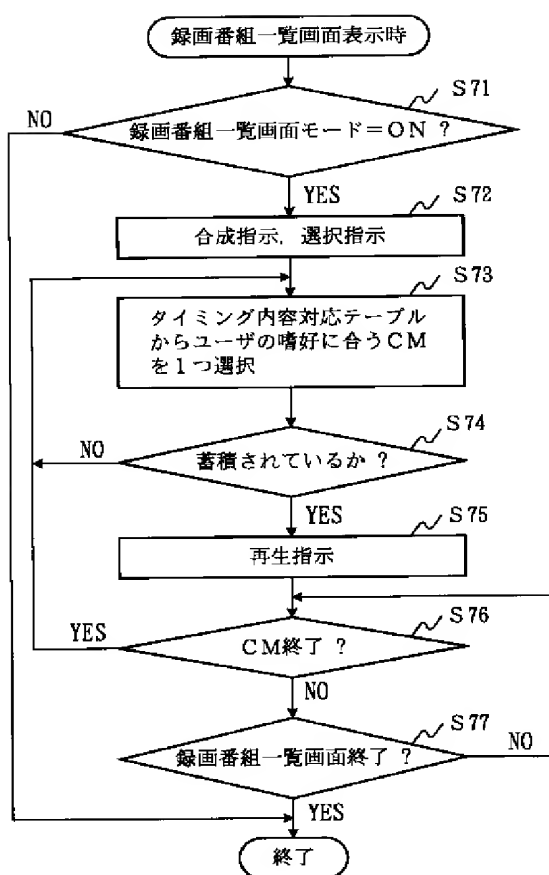 録画番組一覧画面表示時
S71
NO
録画番組一覧画面モード=ON ?
YES
S72
合成指示,選択指示
S73
タイミング内容対応テーブル
からユーザの嗜好に合うCM
を1つ選択
S74
NO
蓄積されているか ?
YES
S75
再生指示
S76
YES
CM終了 ?
NO
S77
録画番組一覧画面終了 ?
NO
YES
終了